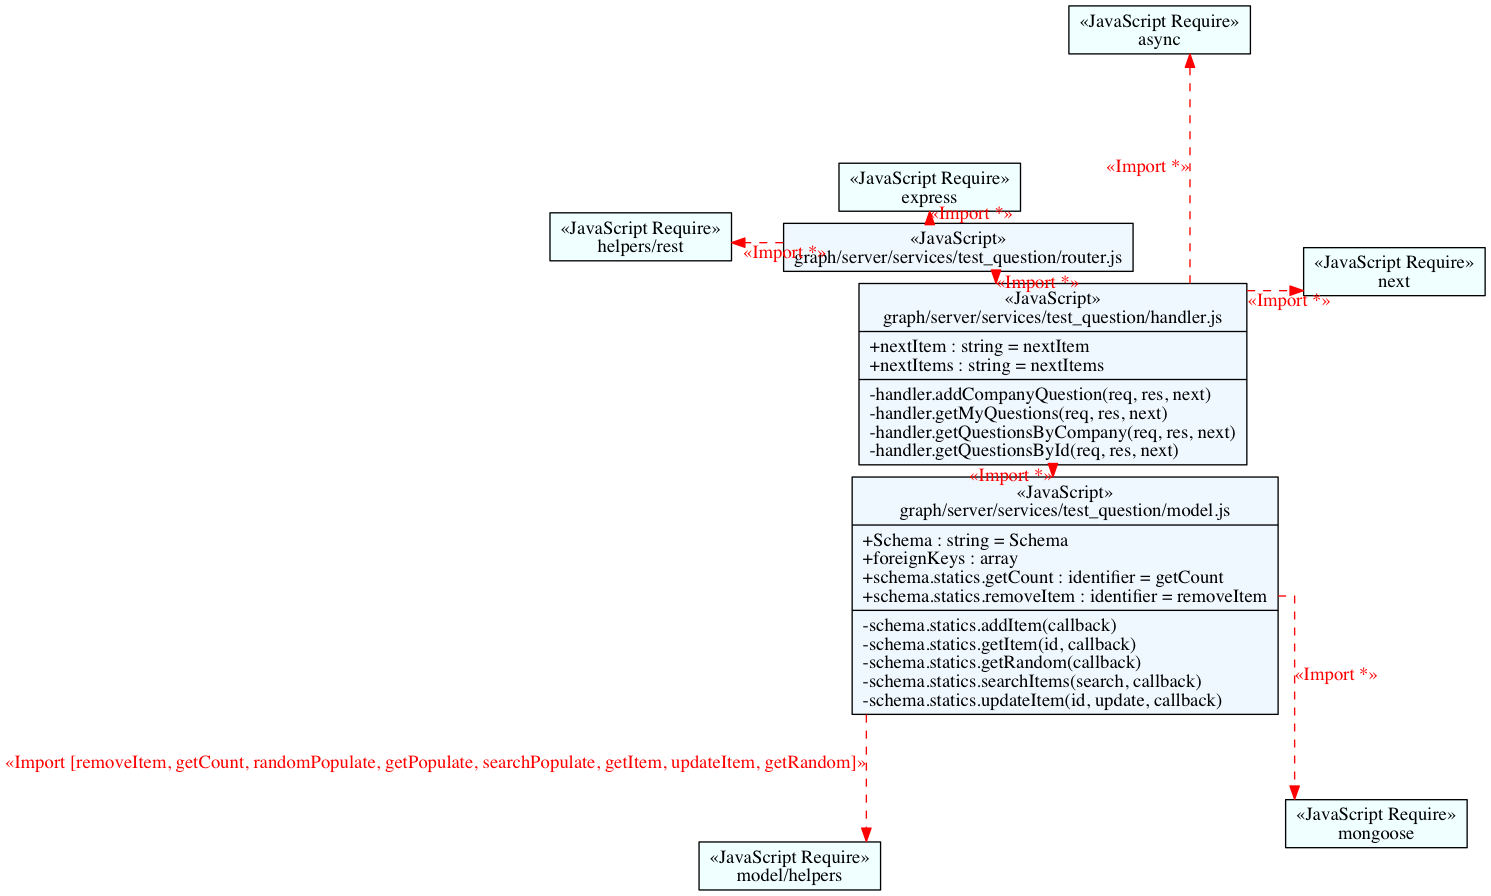 «JavaScript Require»
async
«Import *»
«JavaScript Require»
express
«Import *»
«JavaScript Require»
helpers/rest
«Import *»
«JavaScript»
graph/server/services/test_question/router.js
«Import *»
«JavaScript Require»
next
«Import *»
«JavaScript»
graph/server/services/test_question/handler.js
+nextItem : string = nextItem
+nextItems : string = nextItems
-handler.addCompanyQuestion(req, res, next)
-handler.getMyQuestions(req, res, next)
-handler.getQuestionsByCompany(req, res, next)
-handler.getQuestionsById(req, res, next)
«Import *»
«JavaScript»
graph/server/services/test_question/model.js
+Schema : string = Schema
+foreignKeys : array
+schema.statics.getCount : identifier = getCount
+schema.statics.removeItem : identifier = removeItem
-schema.statics.addItem(callback)
-schema.statics.getItem(id, callback)
-schema.statics.getRandom(callback)
-schema.statics.searchItems(search, callback)
-schema.statics.updateItem(id, update, callback)
«Import *»
«Import [removeItem, getCount, randomPopulate, getPopulate, searchPopulate, getItem, updateItem, getRandom]»
«JavaScript Require»
mongoose
«JavaScript Require»
model/helpers